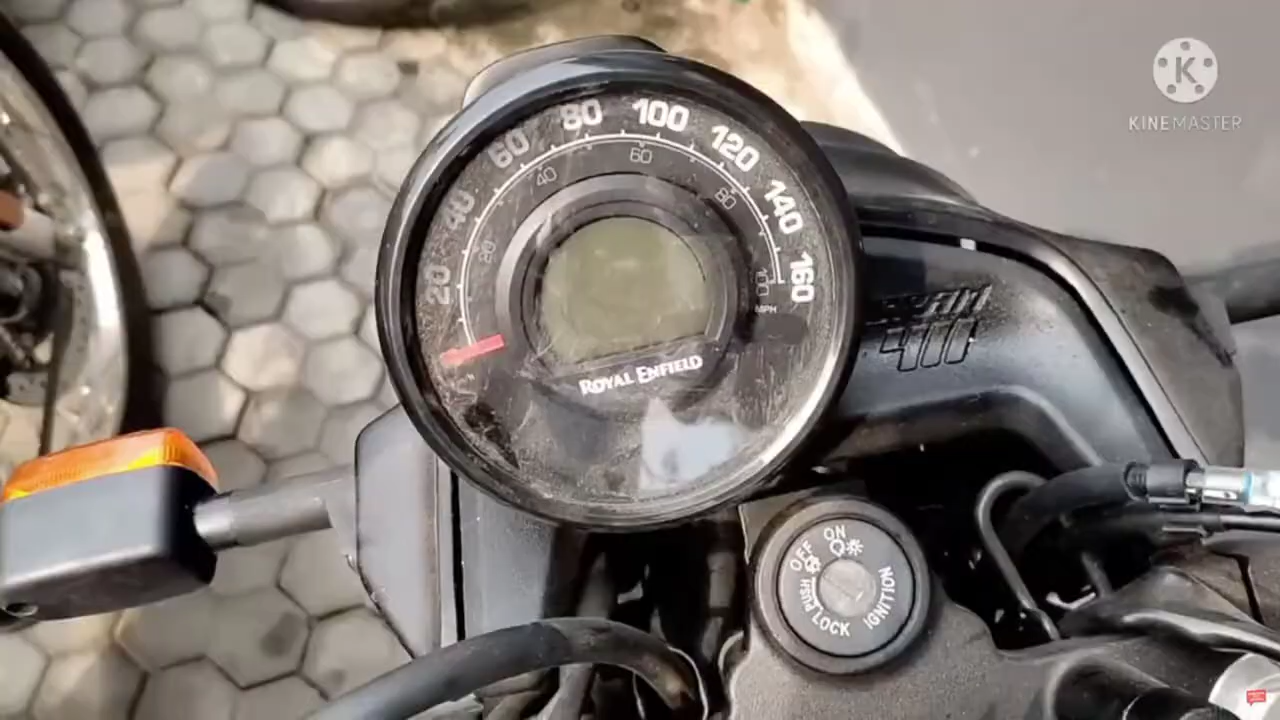 K
KINEMASTER
20 40 60 80 100 120 140 160
20 40 60 80 100
MPH
ROYAL ENFIELD
411
OFF ON
PUSH LOCK IGNITION